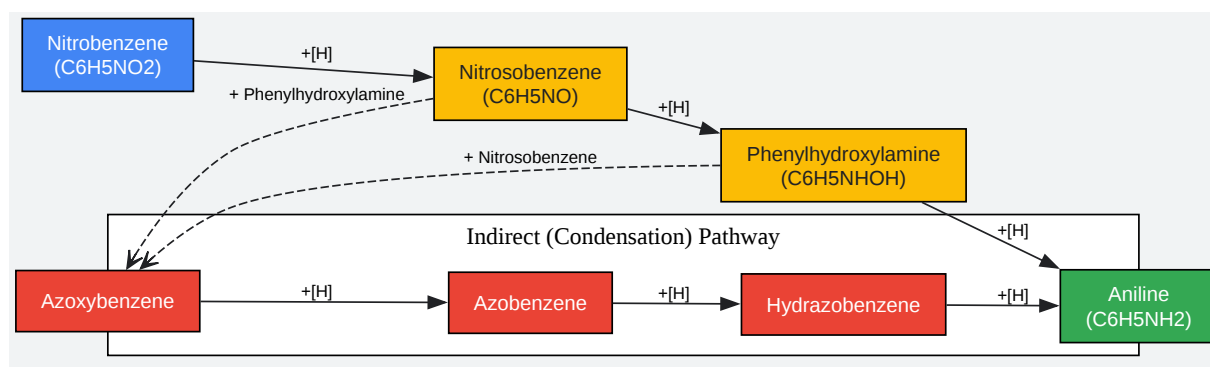 Nitrobenzene
(C6H5NO2)
+[H]
Nitrosobenzene
(C6H5NO)
+ Phenylhydroxylamine
+[H]
Phenylhydroxylamine
(C6H5NHOH)
+ Nitrosobenzene
+[H]
Indirect (Condensation) Pathway
Azoxybenzene
+[H]
Azobenzene
+[H]
Hydrazobenzene
+[H]
Aniline
(C6H5NH2)